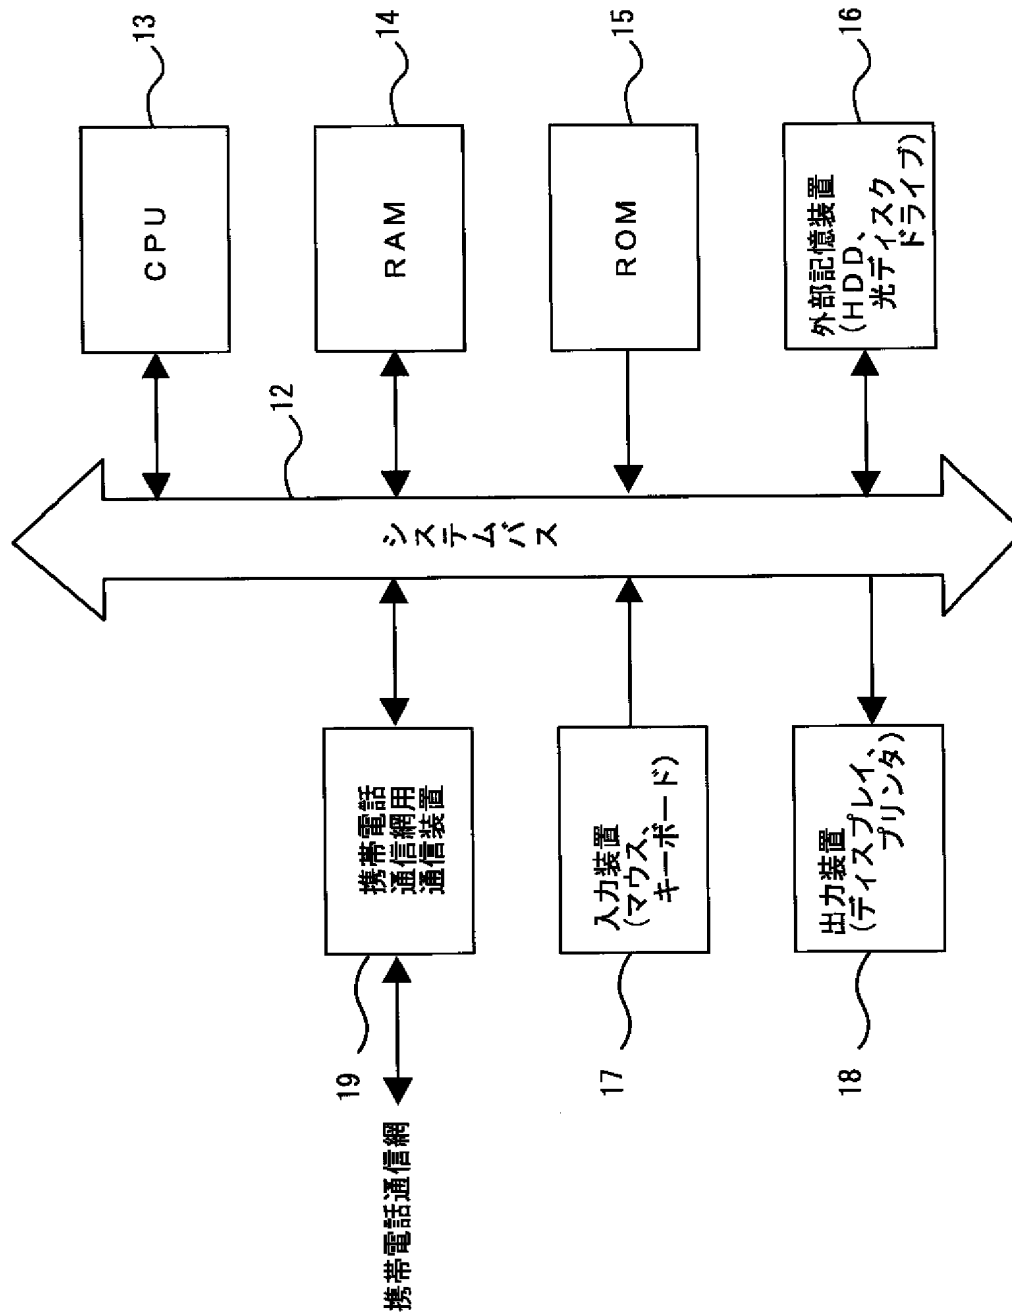 13
CPU
14
RAM
15
ROM
16
外部記憶装置
(HDD、
光ディスク
ドライブ)
12
システムバス
19
携帯電話
通信網用
通信装置
携帯電話通信網
17
入力装置
(マウス、
キーボード)
18
出力装置
(ディスプレイ、
プリンタ)